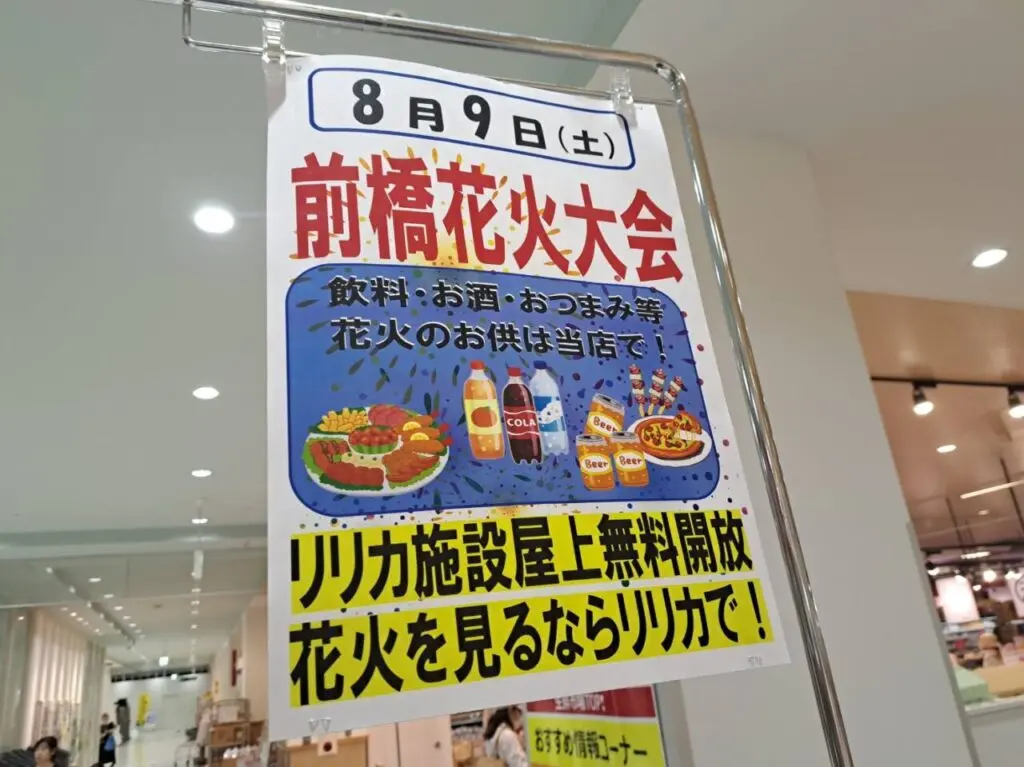 8月9日(土)
前橋花火大会
飲料・お酒・おつまみ等
花火のお供は当店で!
COLA
Beer
Beer
Beer
リリカ施設屋上無料開放
花火を見るならリリカで!
おすすめ情報コーナー